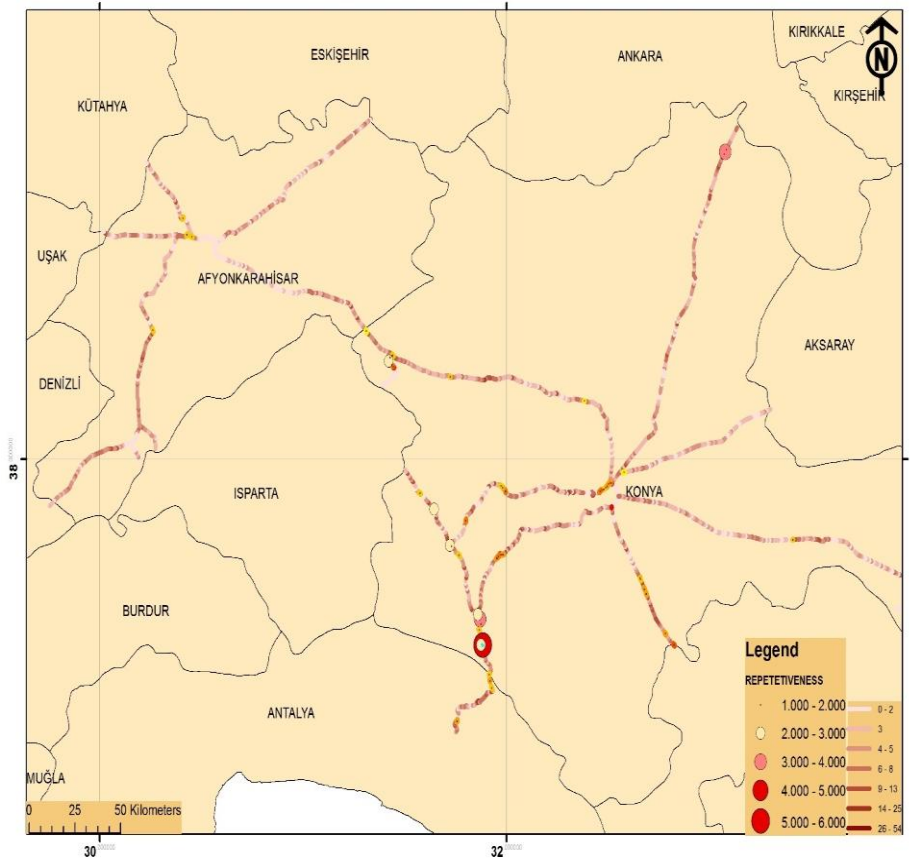 KIRIKKALE
ESKİŞEHİR
ANKARA
N
KÜTAHYA
KIRŞEHİR
UŞAK
AFYONKARAHİSAR
AKSARAY
DENİZLİ
38
ISPARTA
KONYA
BURDUR
ANTALYA
MUĞLA
0 25 50 Kilometers
30
32
Legend
REPETETIVENESS
1.000 - 2.000
2.000 - 3.000
3.000 - 4.000
4.000 - 5.000
5.000 - 6.000
0 - 2
3
4 - 5
6 - 8
9 - 13
14 - 25
26 - 54